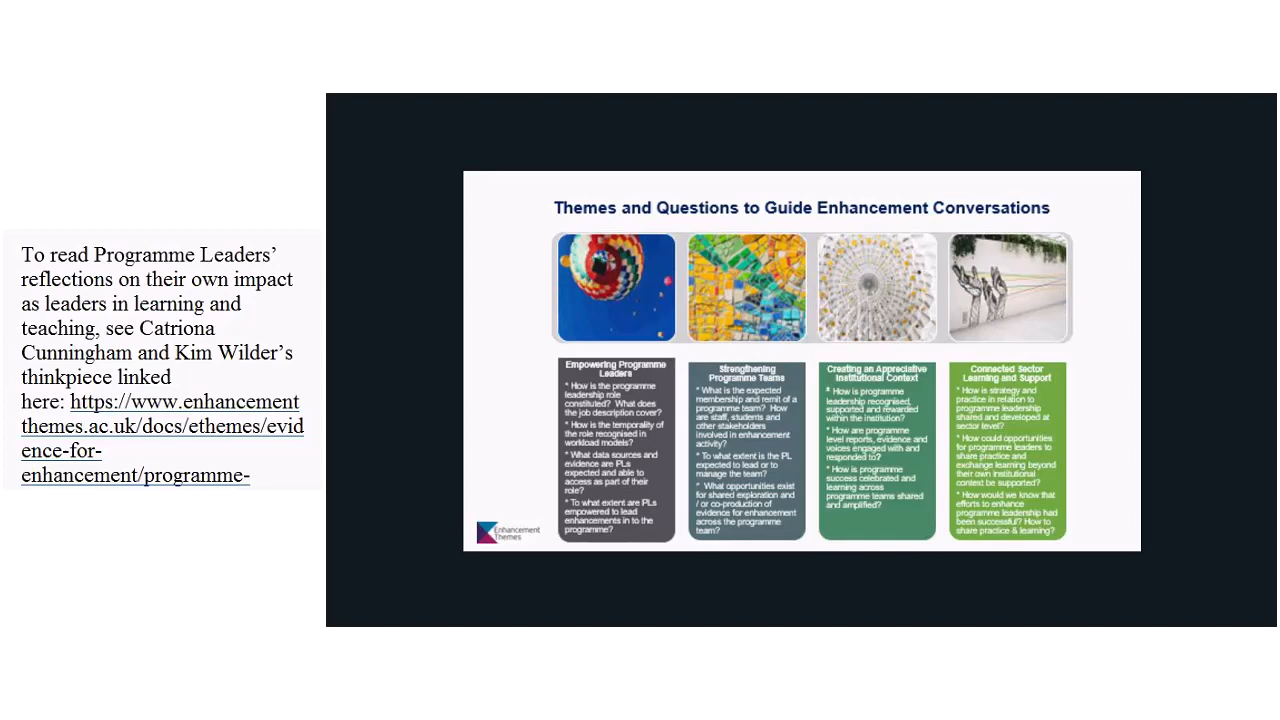 To read Programme Leaders’
reflections on their own impact
as leaders in learning and
teaching, see Catriona
Cunningham and Kim Wilder’s
thinkpiece linked
here: https://www.enhancement
themes.ac.uk/docs/ethemes/evid
ence-for-
enhancement/programme-
Themes and Questions to Guide Enhancement Conversations
Empowering Programme
Leaders
* How is the programme
leadership role
constituted? What does
the job description cover?
* How is the temporality of
the role recognised in
workload models?
* What data sources and
evidence are PLs
expected and able to
access as part of their
role?
* To what extent are PLs
empowered to lead
enhancements in to the
programme?
Strengthening
Programme Teams
* What is the expected
membership and remit of a
programme team? How
are staff, students and
other stakeholders
involved in enhancement
activity?
* To what extent is the PL
expected to lead or to
manage the team?
* What opportunities exist
for shared exploration and
/ or co-production of
evidence for enhancement
across the programme
team?
Creating an Appreciative
Institutional Context
* How is programme
leadership recognised,
supported and rewarded
within the institution?
* How are programme
level reports, evidence and
voices engaged with and
responded to?
* How is programme
success celebrated and
learning across
programme teams shared
and amplified?
Connected Sector
Learning and Support
* How is strategy and
practice in relation to
programme leadership
shared and developed at
sector level?
* How could opportunities
for programme leaders to
share practice and
exchange learning beyond
their own institutional
context be supported?
* How would we know that
efforts to enhance
programme leadership had
been successful? How to
share practice & learning?
Enhancement
Themes